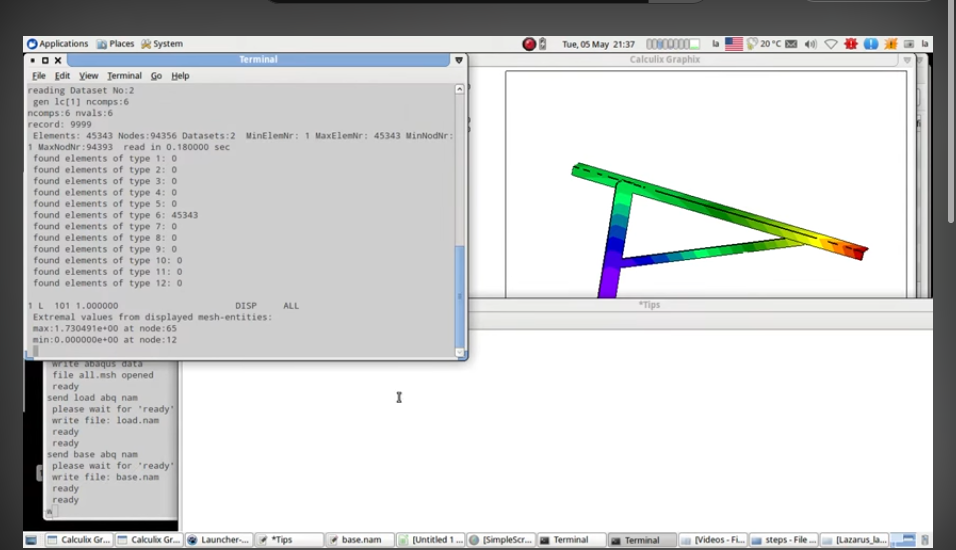 Applications Places System
Tue, 05 May 21:37
la
20 °C
la
Terminal
File Edit View Terminal Go Help
reading Dataset No:2
gen lc[1] ncomps:6
ncomps:6 nvals:6
record: 9999
Elements: 45343 Nodes:94356 Datasets:2 MinElemNr: 1 MaxElemNr: 45343 MinNodNr:
1 MaxNodNr:94393 read in 0.180000 sec
found elements of type 1: 0
found elements of type 2: 0
found elements of type 3: 0
found elements of type 4: 0
found elements of type 5: 0
found elements of type 6: 45343
found elements of type 7: 0
found elements of type 8: 0
found elements of type 9: 0
found elements of type 10: 0
found elements of type 11: 0
found elements of type 12: 0
1 L 101 1.000000 DISP ALL
Extremal values from displayed mesh-entities:
max:1.730491e+00 at node:65
min:0.000000e+00 at node:12
Calculix Graphix
*Tips
write abaqus data
file all.msh opened
ready
send load abq nam
please wait for 'ready'
write file: load.nam
ready
ready
send base abq nam
please wait for 'ready'
write file: base.nam
ready
ready
Calculix Gr...
Calculix Gr...
Launcher-...
*Tips
base.nam
[Untitled 1 ...
[SimpleScr...
Terminal
Terminal
[Videos - Fi...
steps - File ...
[Lazarus_la...